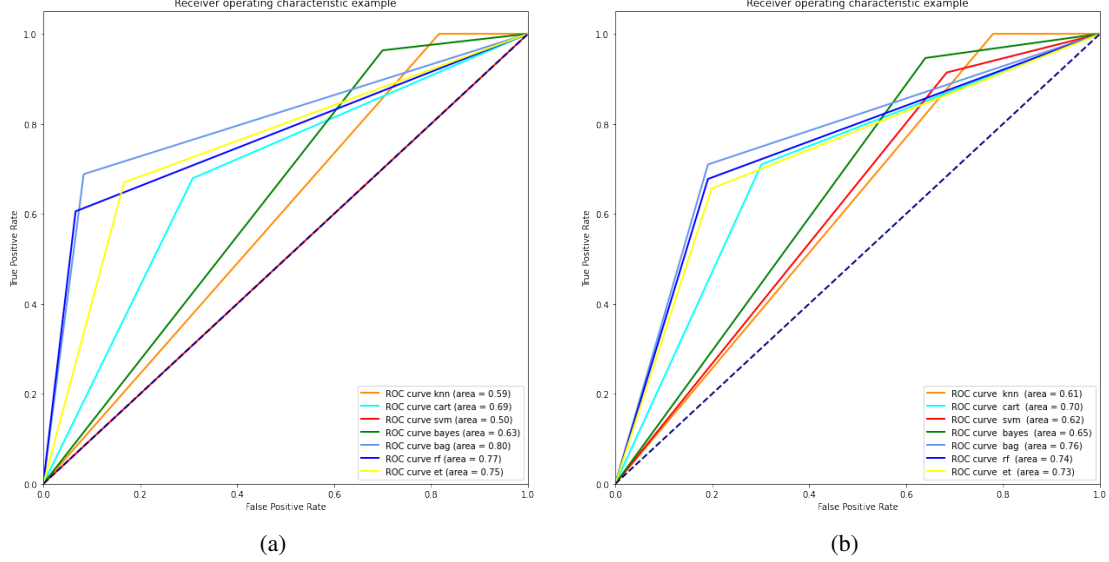 Receiver operating characteristic example
1.0
0.8
0.6
0.4
0.2
0.0
True Positive Rate
0.0 0.2 0.4 0.6 0.8 1.0
False Positive Rate
ROC curve knn (area = 0.59)
ROC curve cart (area = 0.69)
ROC curve svm (area = 0.50)
ROC curve bayes (area = 0.63)
ROC curve bag (area = 0.80)
ROC curve rf (area = 0.77)
ROC curve et (area = 0.75)
(a)
Receiver operating characteristic example
1.0
0.8
0.6
0.4
0.2
0.0
True Positive Rate
0.0 0.2 0.4 0.6 0.8 1.0
False Positive Rate
ROC curve  knn  (area = 0.61)
ROC curve  cart  (area = 0.70)
ROC curve  svm  (area = 0.62)
ROC curve  bayes  (area = 0.65)
ROC curve  bag  (area = 0.76)
ROC curve  rf  (area = 0.74)
ROC curve  et  (area = 0.73)
(b)